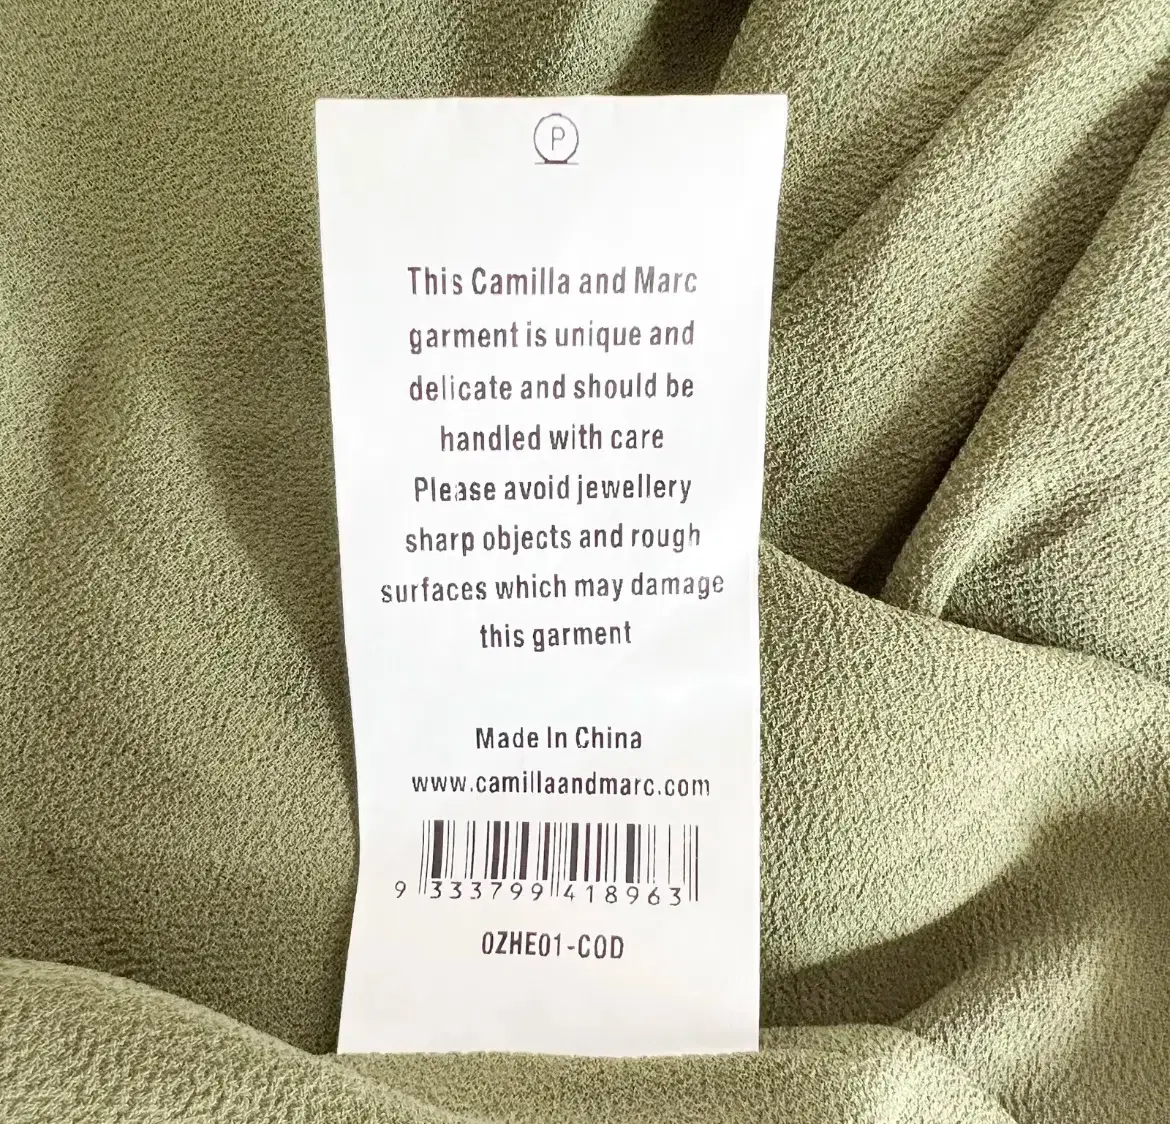 P
This Camilla and Marc
garment is unique and
delicate and should be
handled with care
Please avoid jewellery
sharp objects and rough
surfaces which may damage
this garment
Made In China
www.camillaandmarc.com
9 333799 418963
OZHE01-COD